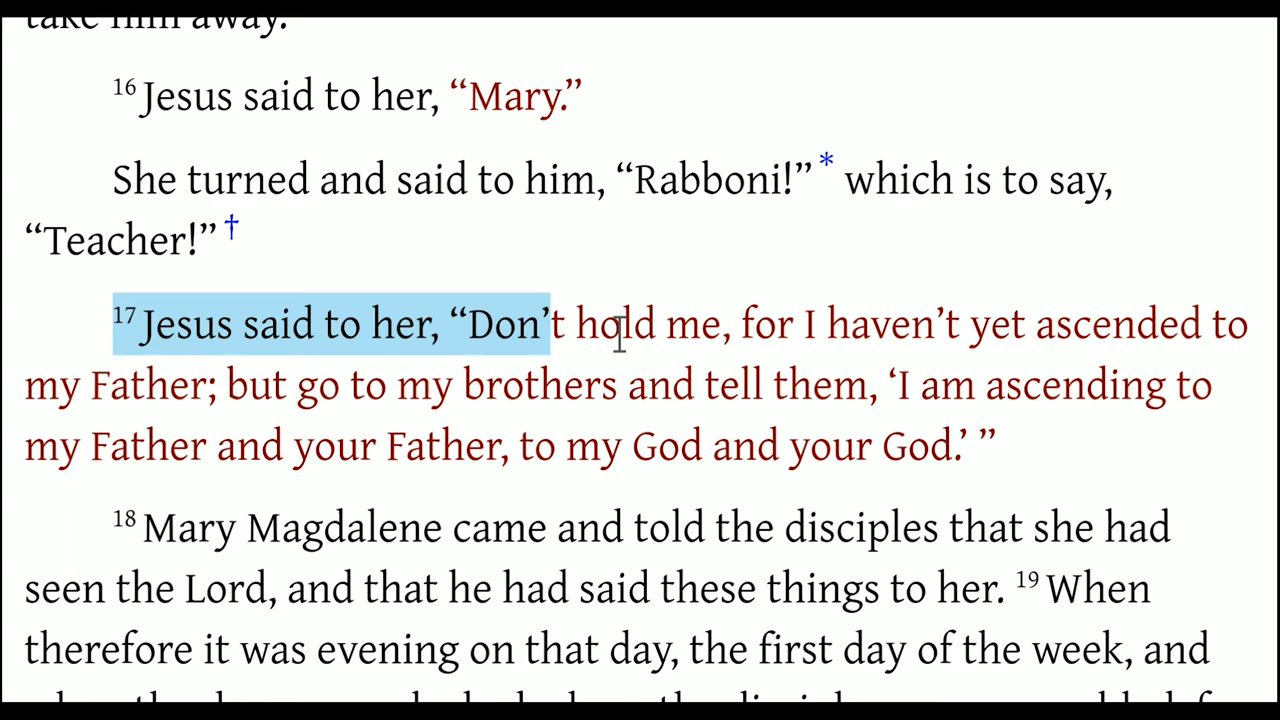 take him away.
16 Jesus said to her, “Mary.”
She turned and said to him, “Rabboni!” * which is to say,
“Teacher!” †
17 Jesus said to her, “Don’t hold me, for I haven’t yet ascended to
my Father; but go to my brothers and tell them, ‘I am ascending to
my Father and your Father, to my God and your God.’ ”
18 Mary Magdalene came and told the disciples that she had
seen the Lord, and that he had said these things to her. 19 When
therefore it was evening on that day, the first day of the week, and